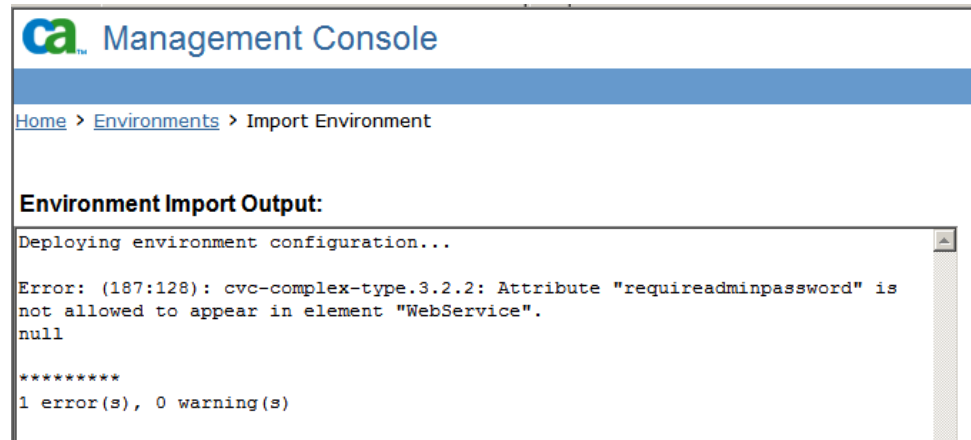 ca™ Management Console
Home > Environments > Import Environment
Environment Import Output:
Deploying environment configuration...
Error: (187:128): cvc-complex-type.3.2.2: Attribute "requireadminpassword" is
not allowed to appear in element "WebService".
null
*********
1 error(s), 0 warning(s)